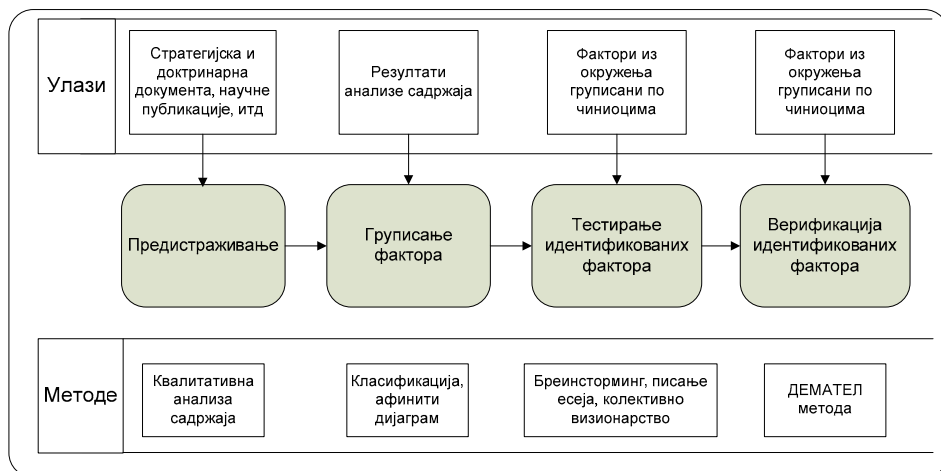 Улази
Стратегијска и
доктринарна
документа, научне
публикације, итд
Резултати
анализе садржаја
Фактори из
окружења
груписани по
чиниоцима
Фактори из
окружења
груписани по
чиниоцима
Предистраживање
Груписање
фактора
Тестирање
идентификованих
фактора
Верификација
идентификованих
фактора
Методе
Квалитативна
анализа
садржаја
Класификација,
афинити
дијаграм
Бреинсторминг, писање
есеја, колективно
визионарство
ДЕМАТЕЛ
метода